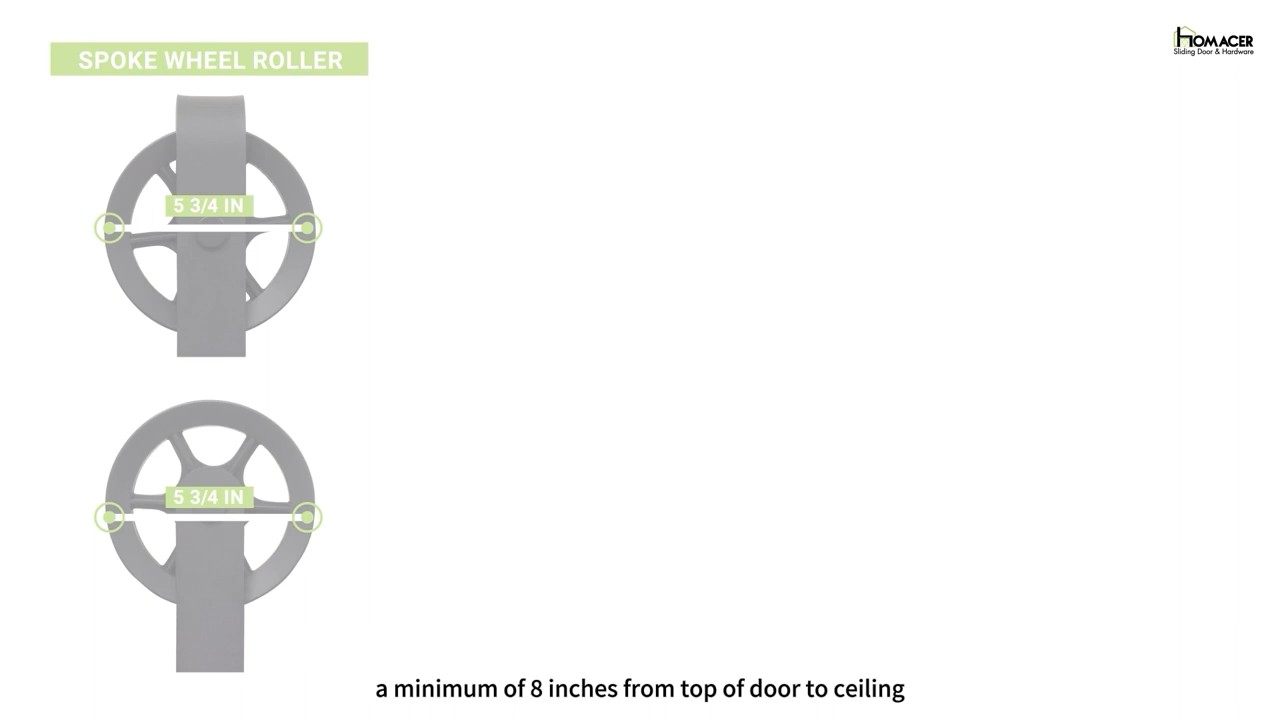 SPOKE WHEEL ROLLER
HOMACER
Sliding Door & Hardware
5 3/4 IN
5 3/4 IN
a minimum of 8 inches from top of door to ceiling